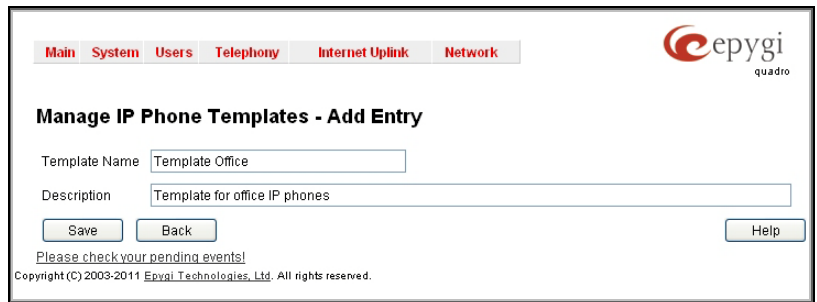 Main System Users Telephony Internet Uplink Network
epygi
quadro
Manage IP Phone Templates - Add Entry
Template Name Template Office
Description Template for office IP phones
Save Back Help
Please check your pending events!
Copyright (C) 2003-2011 Epygi Technologies, Ltd. All rights reserved.